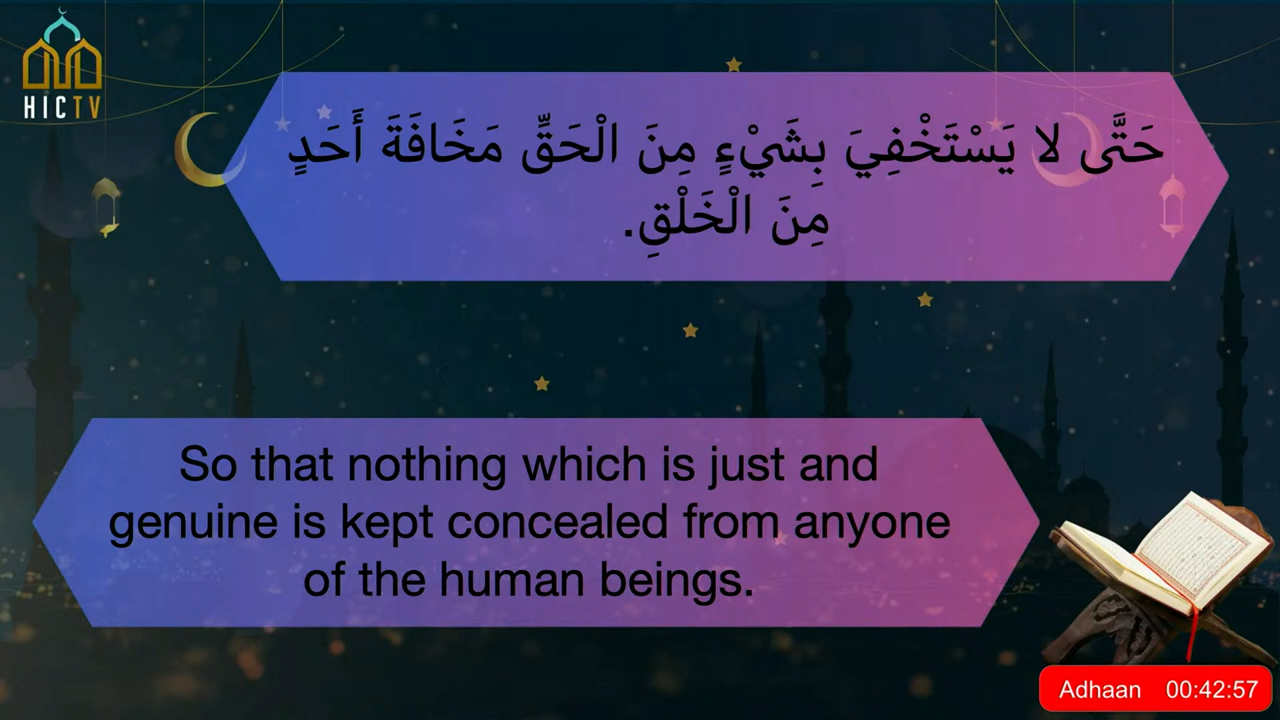 HICTV
حَتَّى لا يَسْتَخْفِيَ بِشَيْءٍ مِنَ الْحَقِّ مَخَافَةَ أَحَدٍ
مِنَ الْخَلْقِ.
So that nothing which is just and
genuine is kept concealed from anyone
of the human beings.
Adhaan 00:42:57